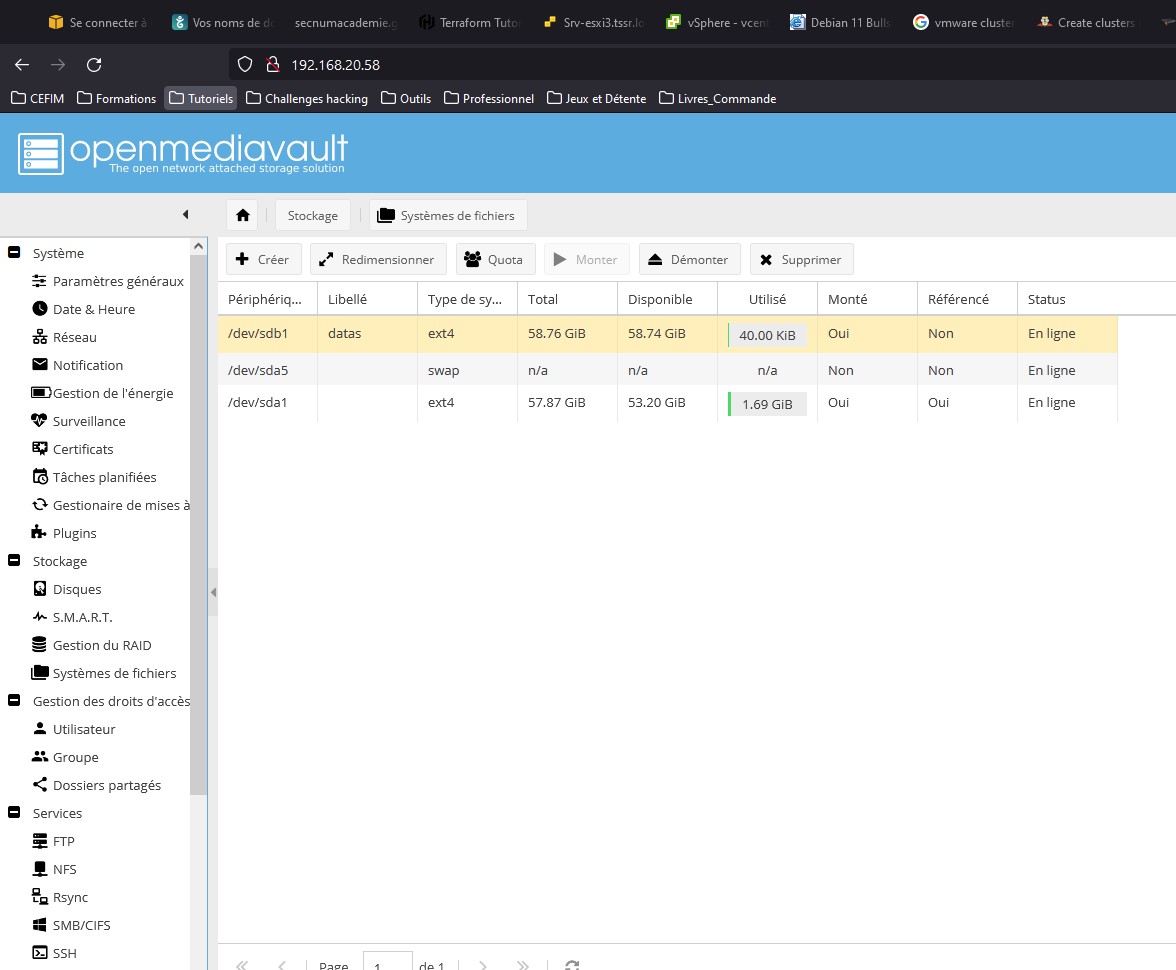 Se connecter à
Vos noms de do
secnumacademie.g
Terraform Tutor
Srv-esxi3.tssr.lo
vSphere - vcent
Debian 11 Bulls
vmware cluster
Create clusters
192.168.20.58
CEFIM
Formations
Tutoriels
Challenges hacking
Outils
Professionnel
Jeux et Détente
Livres_Commande
openmediavault
The open network attached storage solution
Stockage
Systèmes de fichiers
Système
Paramètres généraux
Date & Heure
Réseau
Notification
Gestion de l'énergie
Surveillance
Certificats
Tâches planifiées
Gestionaire de mises à
Plugins
Stockage
Disques
S.M.A.R.T.
Gestion du RAID
Systèmes de fichiers
Gestion des droits d'accès
Utilisateur
Groupe
Dossiers partagés
Services
FTP
NFS
Rsync
SMB/CIFS
SSH
Créer
Redimensionner
Quota
Monter
Démonter
Supprimer
Périphériq... Libellé Type de sy... Total Disponible Utilisé Monté Référencé Status
/dev/sdb1 datas ext4 58.76 GiB 58.74 GiB 40.00 KiB Oui Non En ligne
/dev/sda5 swap n/a n/a n/a Non Non En ligne
/dev/sda1 ext4 57.87 GiB 53.20 GiB 1.69 GiB Oui Oui En ligne
Page 1 de 1